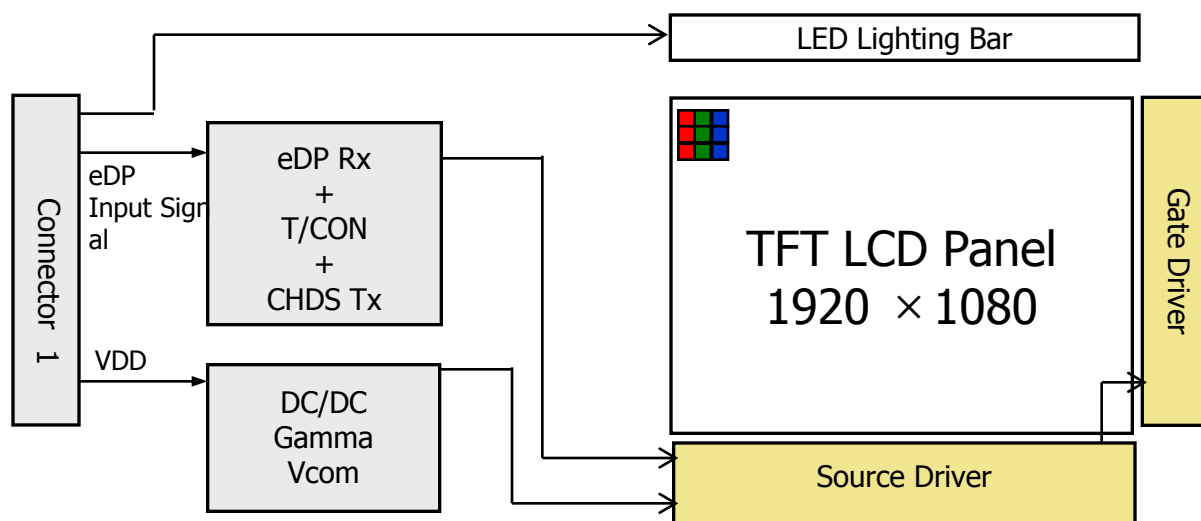 LED Lighting Bar
Connector 1
eDP
Input Sign
al
eDP Rx
+
T/CON
+
CHDS Tx
TFT LCD Panel
1920 ×1080
Gate Driver
VDD
DC/DC
Gamma
Vcom
Source Driver